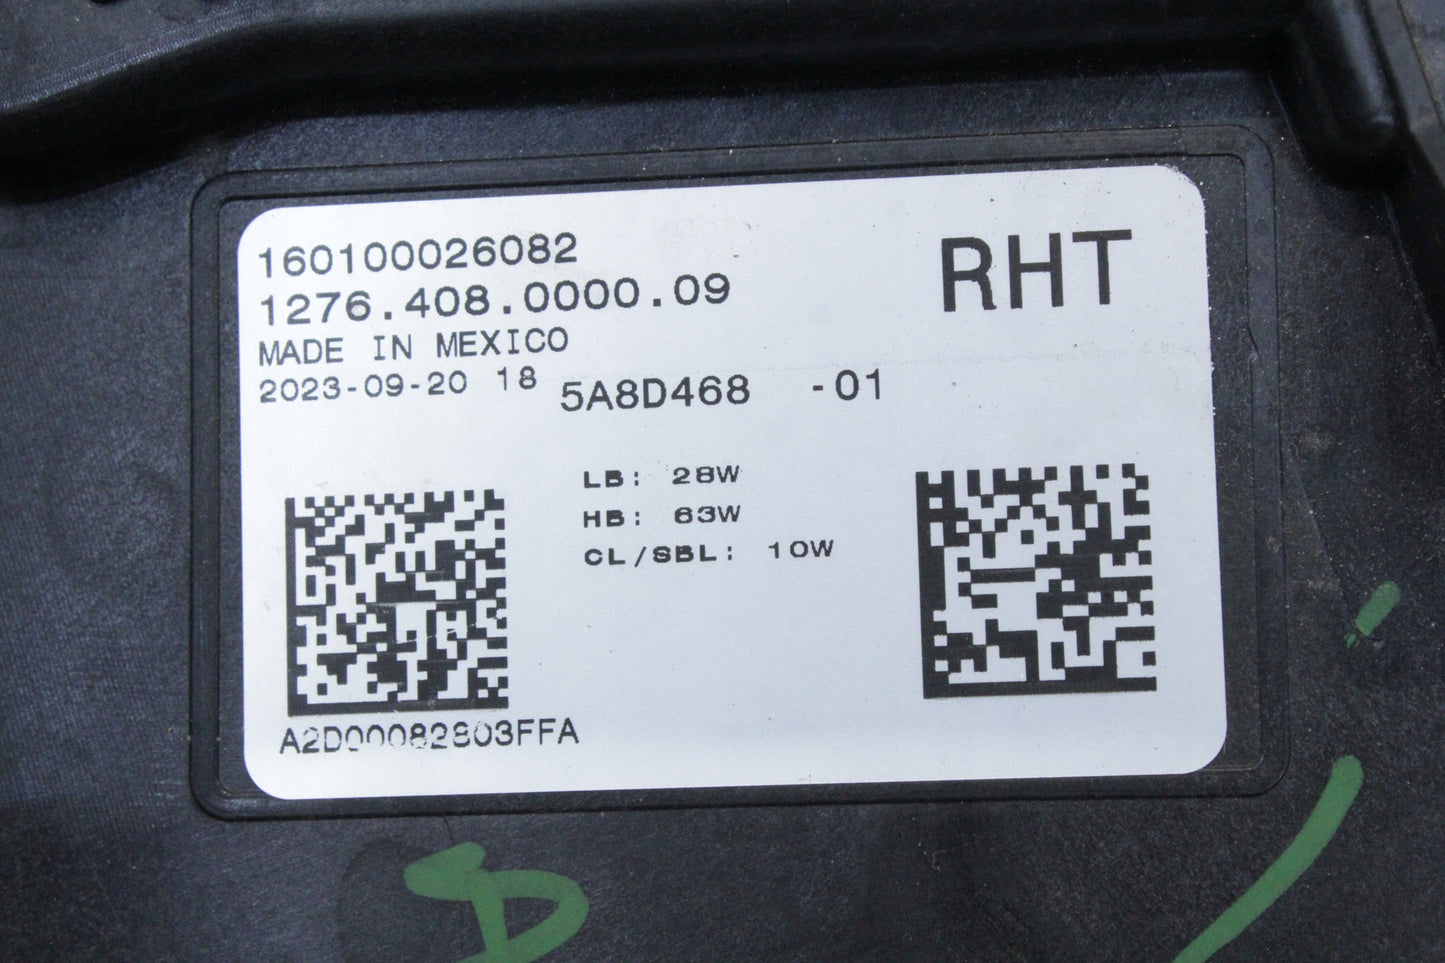 160100026082
1276.408.0000.09
RHT
MADE IN MEXICO
2023-09-20 18
5A8D468 -01
LB: 28W
HB: 63W
CL/SBL: 10W
A2D00082803FFA